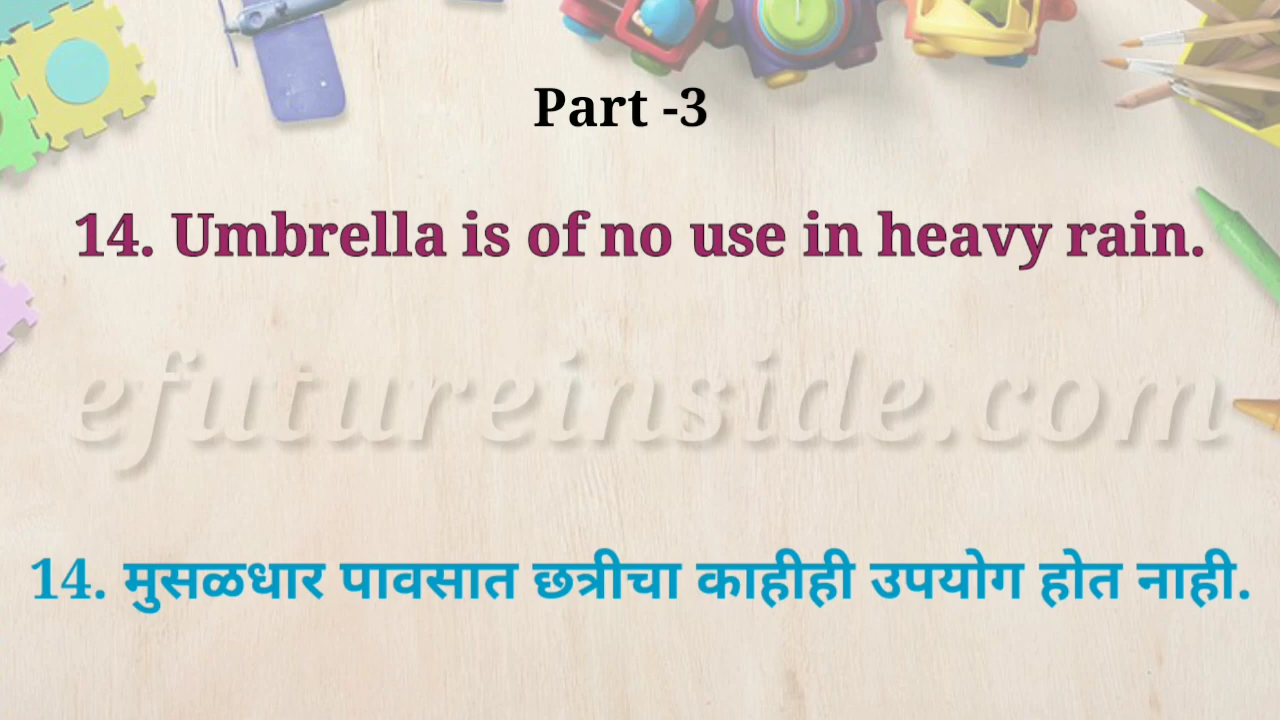 Part -3
14. Umbrella is of no use in heavy rain.
efutureinside.com
14. मुसळधार पावसात छत्रीचा काहीही उपयोग होत नाही.